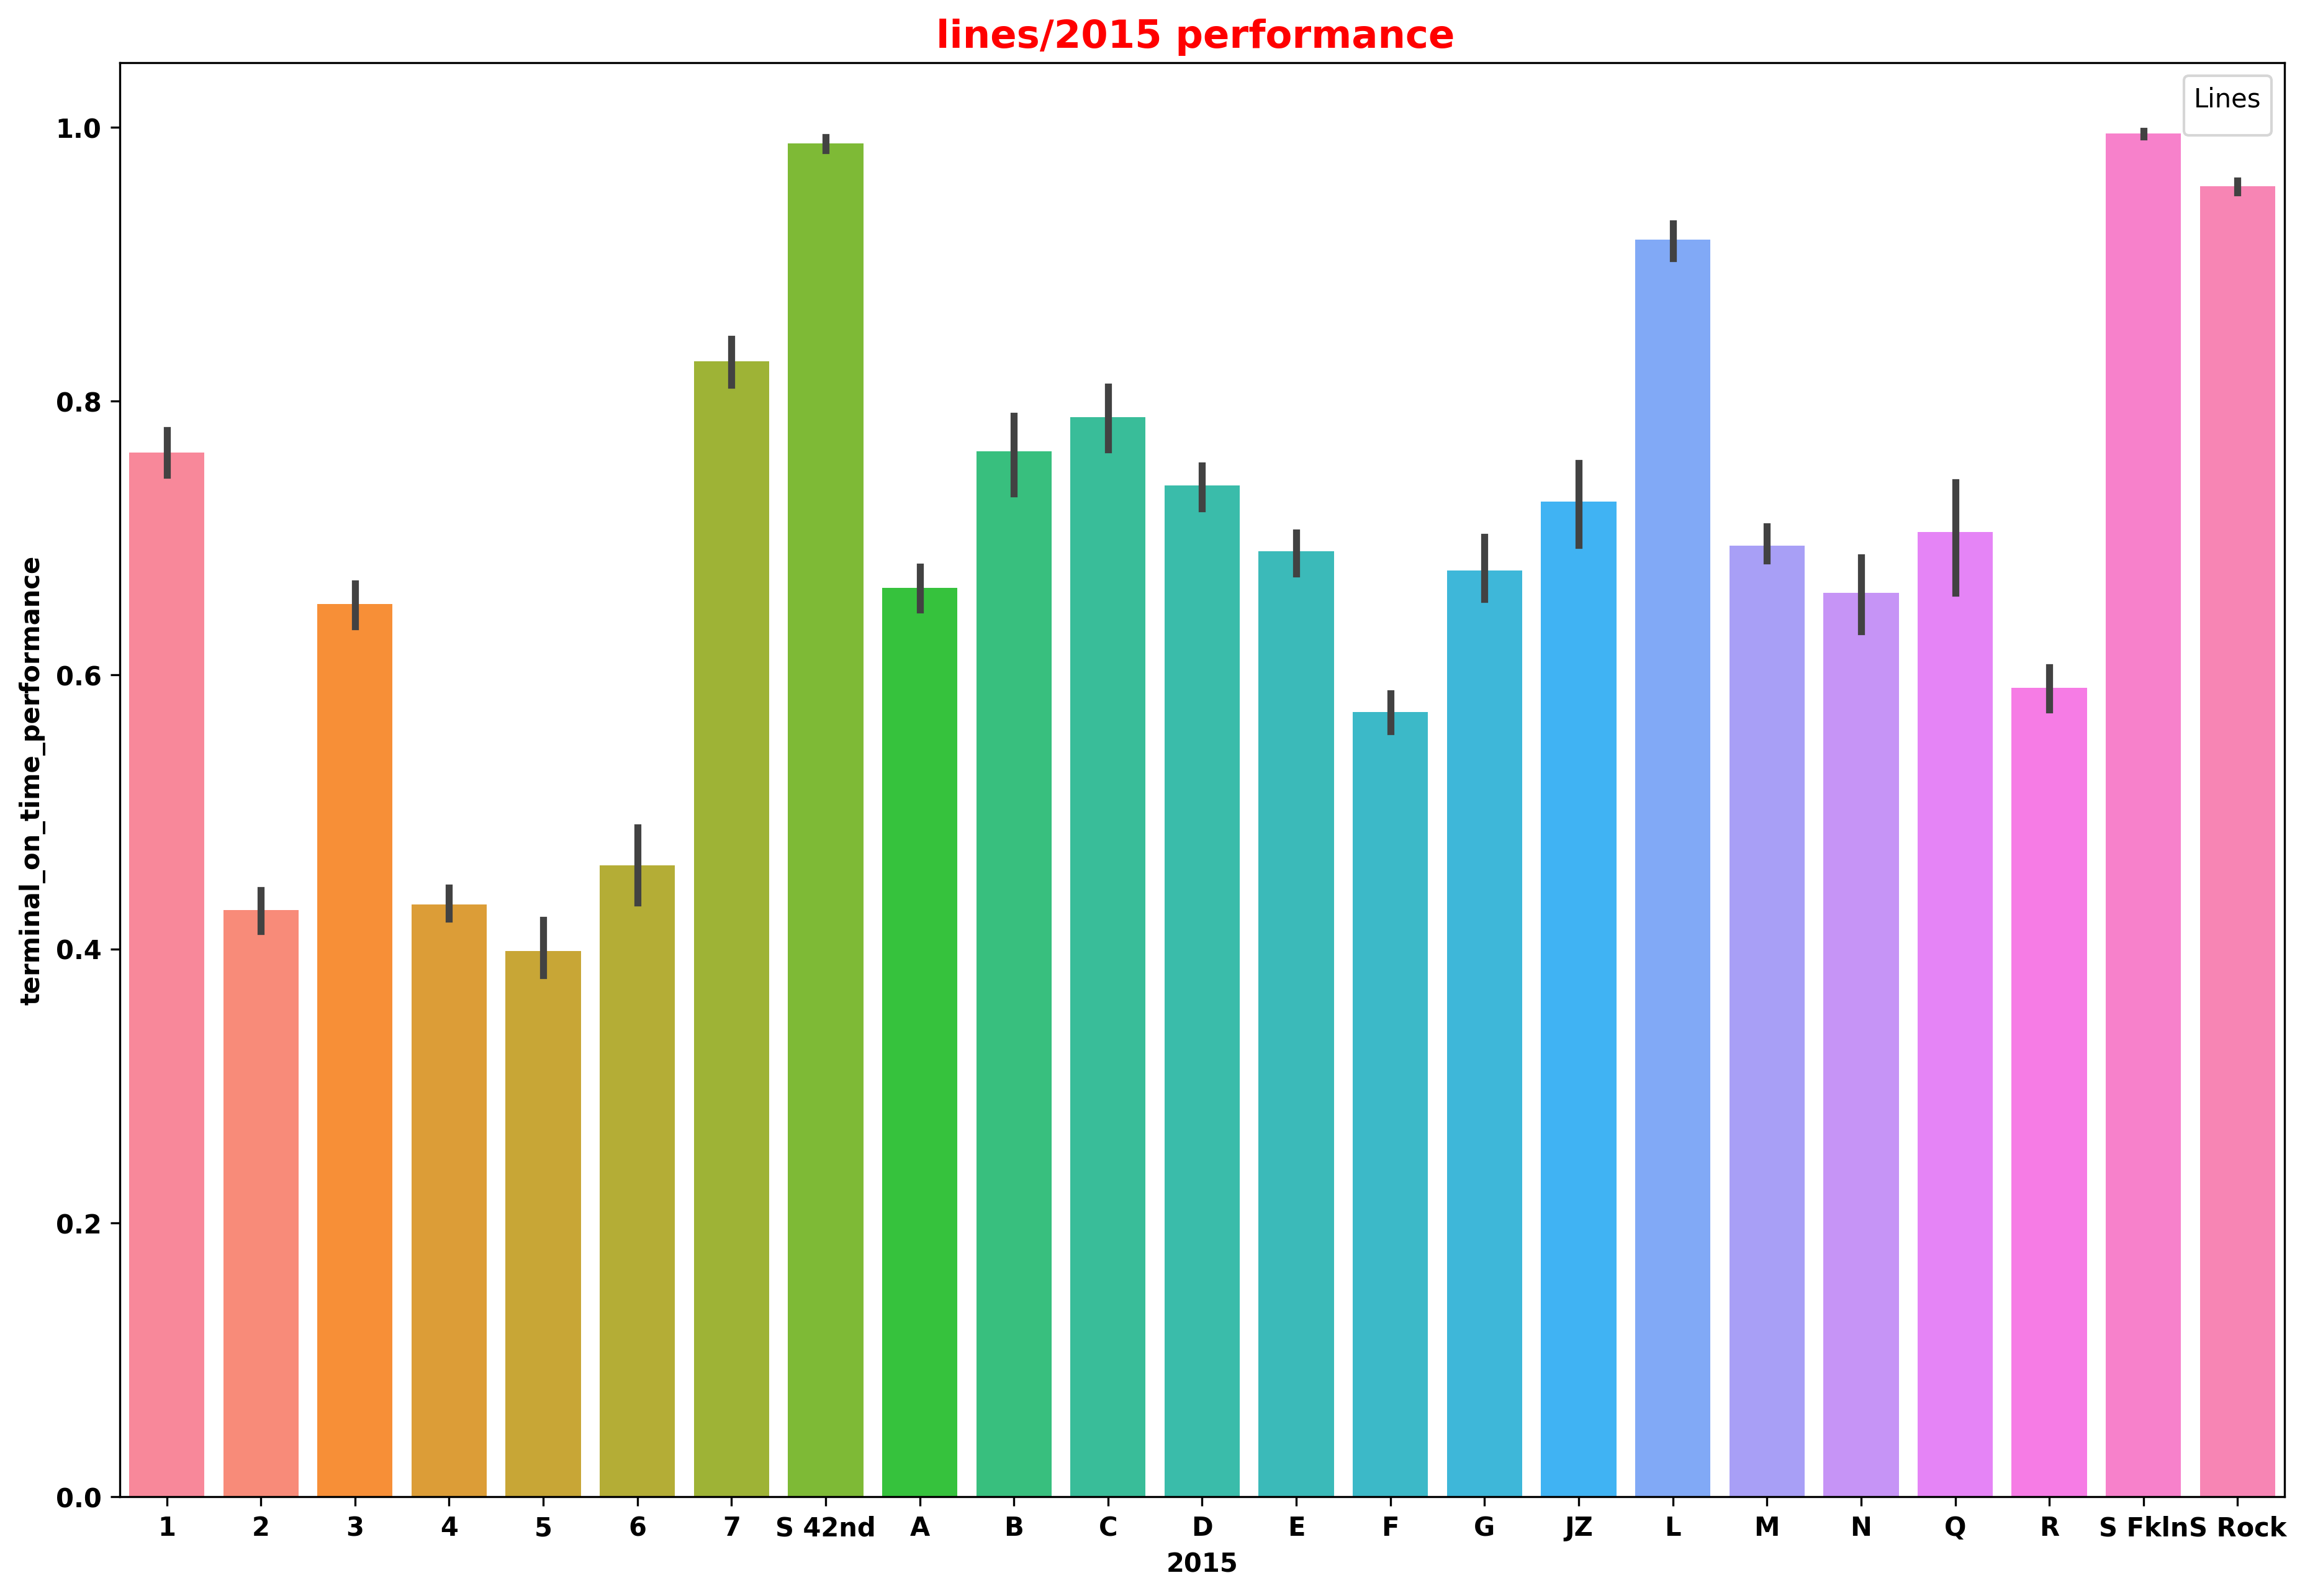 lines/2015 performance
Lines
terminal_on_time_performance
1.0
0.8
0.6
0.4
0.2
0.0
1 2 3 4 5 6 7 S 42nd A B C D E F G JZ L M N Q R S Fkln S Rock
2015